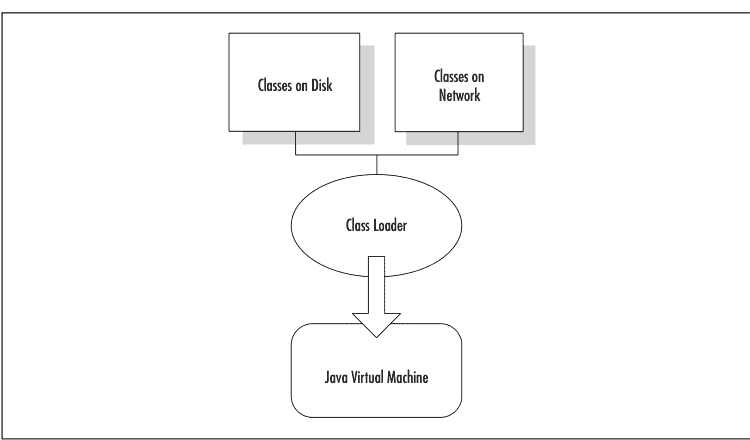 Classes on Disk
Classes on
Network
Class Loader
Java Virtual Machine